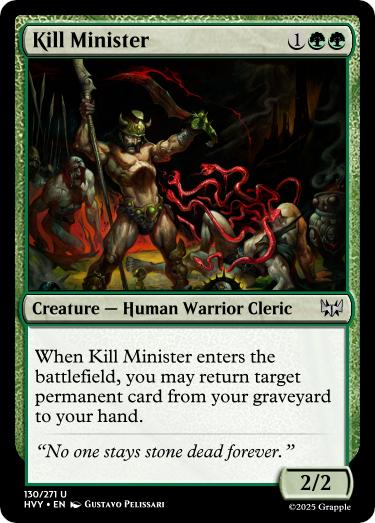 Kill Minister 1
Creature — Human Warrior Cleric
When Kill Minister enters the
battlefield, you may return target
permanent card from your graveyard
to your hand.
“No one stays stone dead forever.”
2/2
130/271 U
HVY • EN Gustavo Pelissari
©2025 Grapple